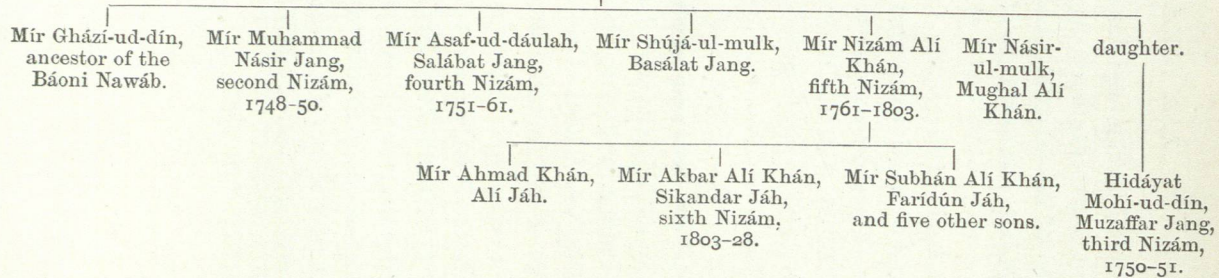 Mír Ghází-ud-dín,
ancestor of the
Báoni Nawáb.
Mír Muhammad
Násir Jang,
second Nizám,
1748-50.
Mír Asaf-ud-dáulah,
Salábat Jang,
fourth Nizám,
1751-61.
Mír Shújá-ul-mulk,
Basálat Jang.
Mír Nizám Alí
Khán,
fifth Nizám,
1761-1803.
Mír Násir-
ul-mulk,
Mughal Alí
Khán.
daughter.
Mír Ahmad Khán,
Alí Jáh.
Mír Akbar Alí Khán,
Sikandar Jáh,
sixth Nizám,
1803-28.
Mír Subhán Alí Khán,
Farídún Jáh,
and five other sons.
Hidáyat
Mohí-ud-dín,
Muzaffar Jang,
third Nizám,
1750-51.